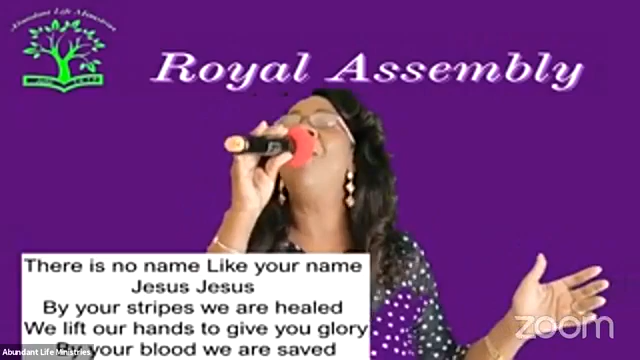 Abundant Life Ministries
Royal Assembly
There is no name Like your name
Jesus Jesus
By your stripes we are healed
We lift our hands to give you glory
By your blood we are saved
Abundant Life Ministries
zoom